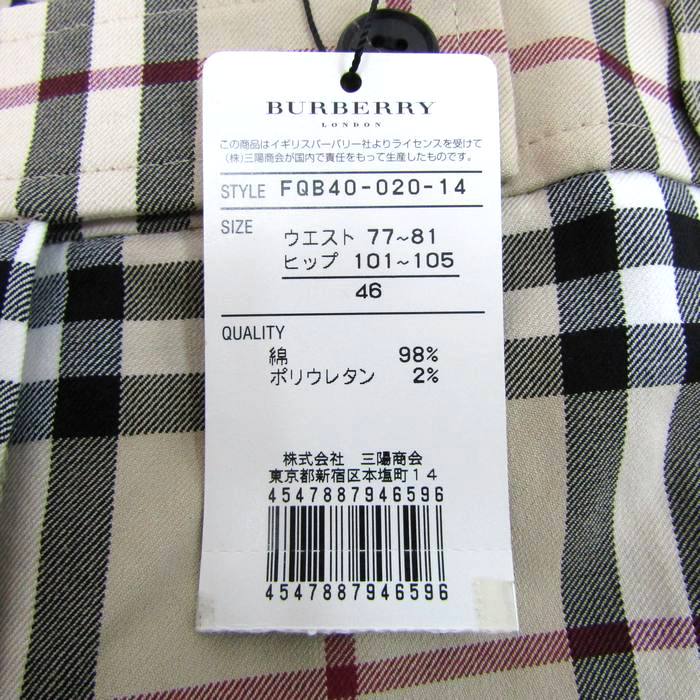 BURBERRY
LONDON
この商品はイギリスバーバリー社よりライセンスを受けて
(株)三陽商会が国内で責任をもって生産したものです。
STYLE FQB40-020-14
SIZE
ウエスト 77~81
ヒップ 101~105
46
QUALITY
綿 98%
ポリウレタン 2%
株式会社 三陽商会
東京都新宿区本塩町14
4547887946596
4547887946596